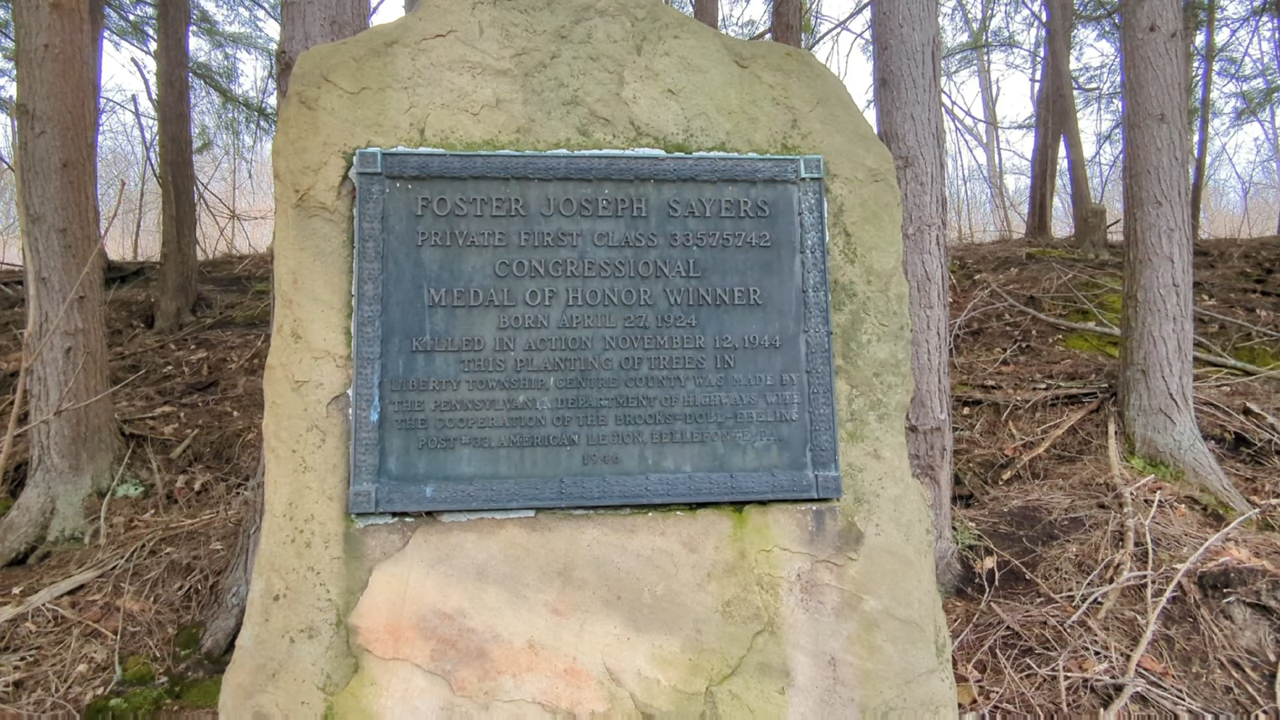 FOSTER JOSEPH SAYERS
PRIVATE FIRST CLASS 33575742
CONGRESSIONAL
MEDAL OF HONOR WINNER
BORN APRIL 27, 1924
KILLED IN ACTION NOVEMBER 12, 1944
THIS PLANTING OF TREES IN
LIBERTY TOWNSHIP, CENTRE COUNTY WAS MADE BY
THE PENNSYLVANIA DEPARTMENT OF HIGHWAYS WITH
THE COOPERATION OF THE BROOKS-DOLL-EBELING
POST #33, AMERICAN LEGION, BELLEFONTE, PA.
1946